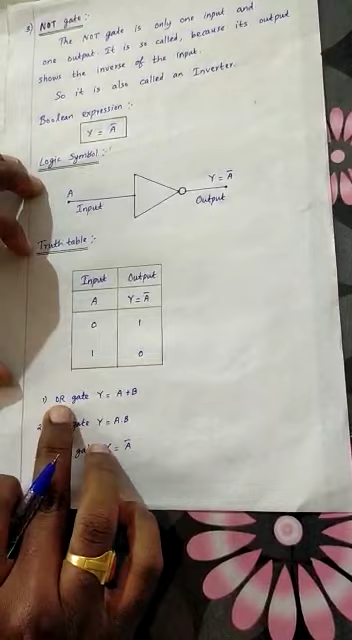 3) NOT gate :-
The NOT gate is only one input and
one output. It is so called, because its output
shows the inverse of the input.
So it is also called an Inverter.
Boolean expression :-
Y = A̅
Logic Symbol :-
A
Input
Y = A̅
Output
Truth table :-
Input Output
A Y = A̅
0 1
1 0
1) OR gate Y = A + B
2 gate Y = A.B
ga Y = A̅